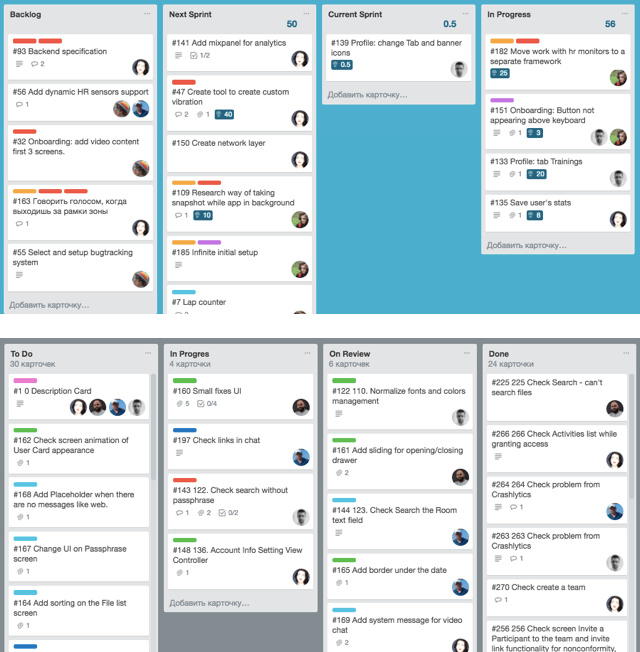 Backlog
#93 Backend specification
2
#56 Add dynamic HR sensors support
1
#32 Onboarding: add video content
first 3 screens.
#163 Говорить голосом, когда
выходишь за рамки зоны
1
#55 Select and setup bugtracking
system
Добавить карточку…
Next Sprint
50
#141 Add mixpanel for analytics
1/2
#47 Create tool to create custom
vibration
2 1 40
#150 Create network layer
#109 Research way of taking
snapshot while app in background
1 10
#185 Infinite initial setup
#7 Lap counter
Current Sprint
0.5
#139 Profile: change Tab and banner
icons
0.5
Добавить карточку…
In Progress
56
#182 Move work with hr monitors to a
separate framework
25
#151 Onboarding: Button not
appearing above keyboard
1 3
#133 Profile: tab Trainings
1 20
#135 Save user's stats
1 8
Добавить карточку…
To Do
30 карточек
#1 0 Description Card
#162 Check screen animation of
User Card appearance
1
#168 Add Placeholder when there
are no messages like web.
1
#167 Change UI on Passphrase
screen
1
#164 Add sorting on the File list
screen
1
In Progres
4 карточки
#160 Small fixes UI
5 0/4
#197 Check links in chat
#143 122. Check search without
passphrase
1 2 0/2
#148 136. Account Info Setting View
Controller
1
Добавить карточку…
On Review
6 карточек
#122 110. Normalize fonts and colors
management
#161 Add sliding for opening/closing
drawer
2
#144 123. Check Search the Room
text field
#165 Add border under the date
1
#169 Add system message for video
chat
2
Done
24 карточки
#225 225 Check Search - can't
search files
#266 266 Check Activities list while
granting access
#264 264 Check problem from
Crashlytics
1
#263 263 Check problem from
Crashlytics
1
#270 Check create a team
1
#256 256 Check screen Invite a
Participant to the team and invite
link functionality for nonconformity,